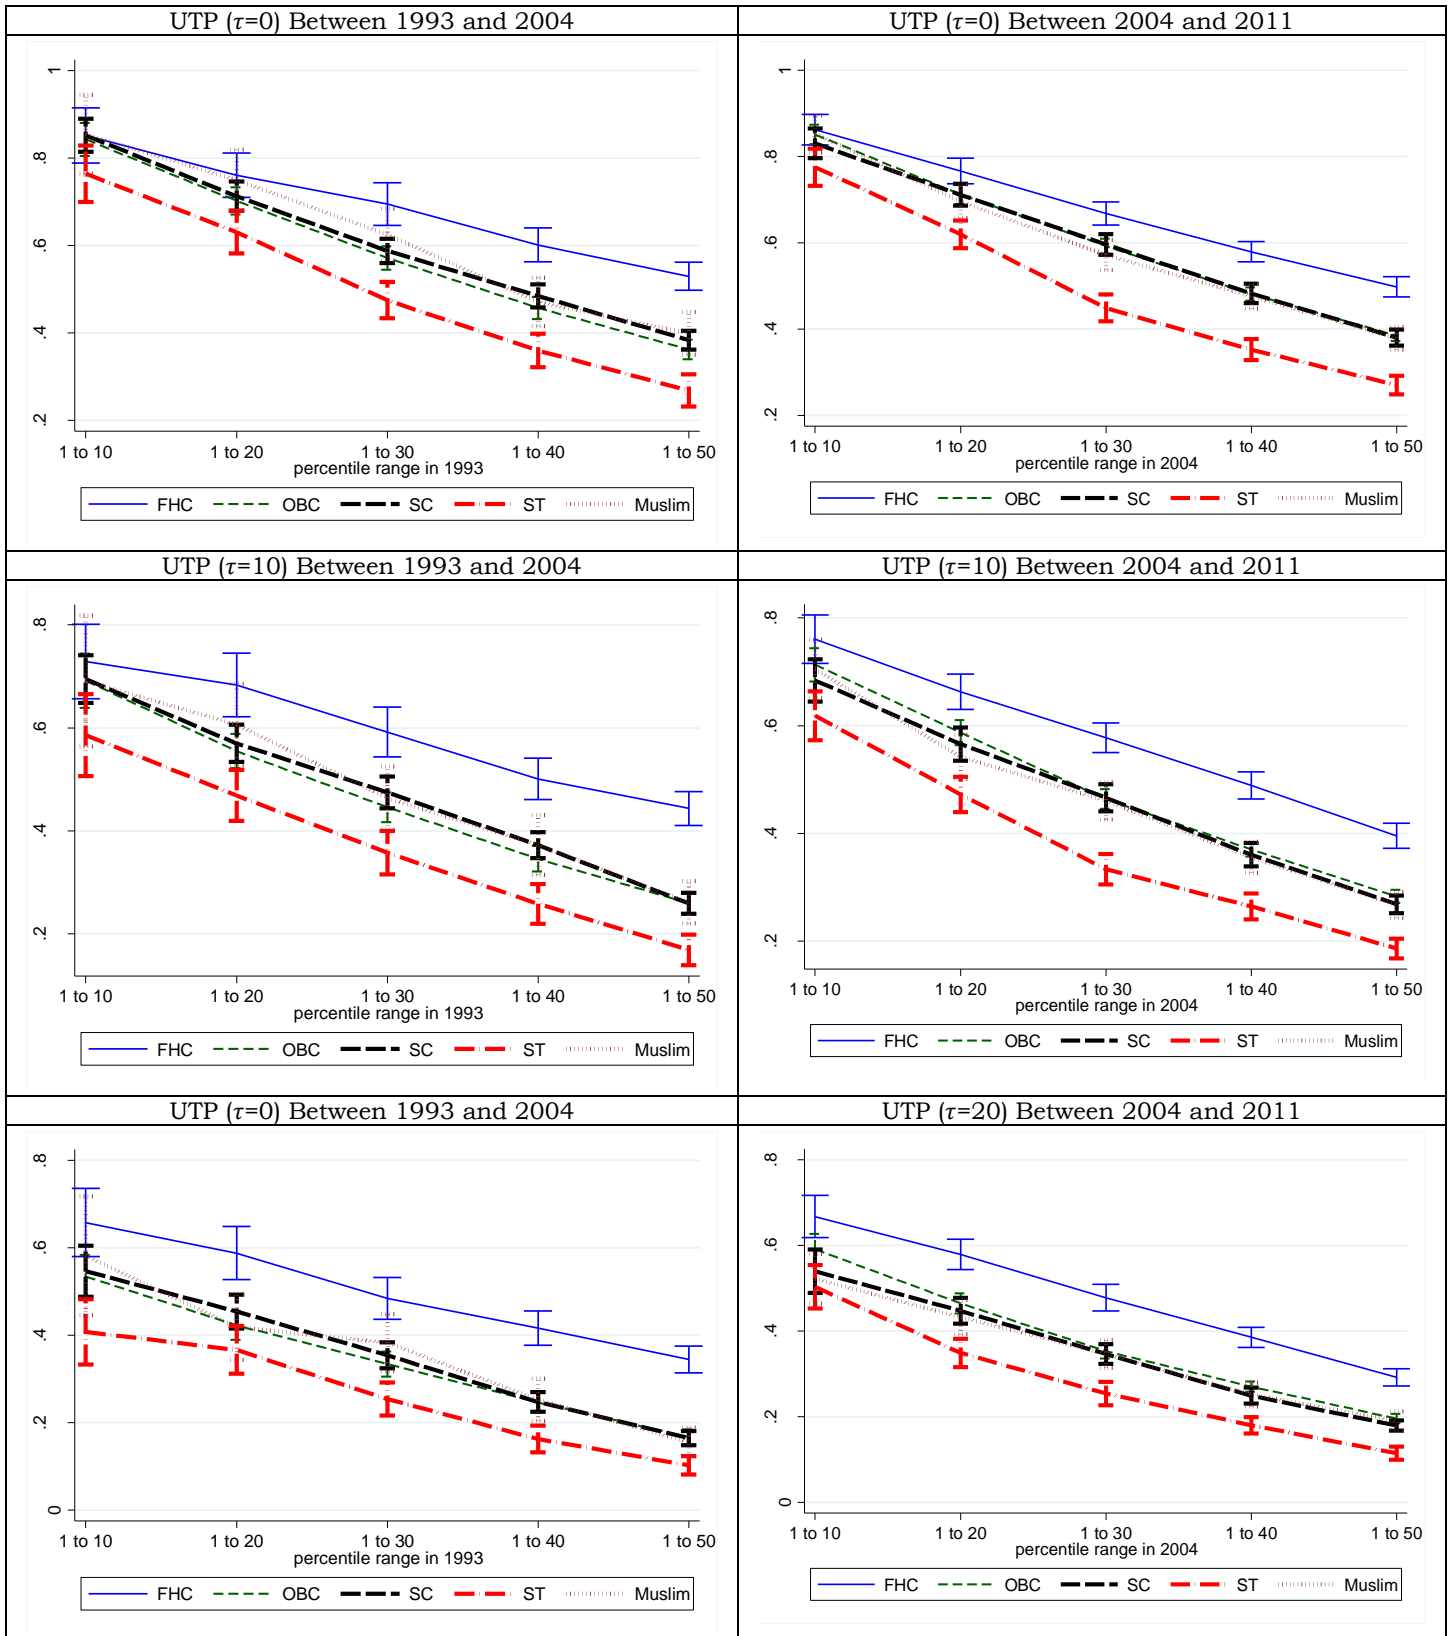 UTP (τ=0) Between 1993 and 2004
UTP (τ=0) Between 2004 and 2011
1
.8
.6
.4
.2
1 to 10 1 to 20 1 to 30 1 to 40 1 to 50
percentile range in 1993
FHC OBC SC ST Muslim
1
.8
.6
.4
.2
1 to 10 1 to 20 1 to 30 1 to 40 1 to 50
percentile range in 2004
FHC OBC SC ST Muslim
UTP (τ=10) Between 1993 and 2004
UTP (τ=10) Between 2004 and 2011
.8
.6
.4
.2
1 to 10 1 to 20 1 to 30 1 to 40 1 to 50
percentile range in 1993
FHC OBC SC ST Muslim
.8
.6
.4
.2
1 to 10 1 to 20 1 to 30 1 to 40 1 to 50
percentile range in 2004
FHC OBC SC ST Muslim
UTP (τ=0) Between 1993 and 2004
UTP (τ=20) Between 2004 and 2011
.8
.6
.4
.2
0
1 to 10 1 to 20 1 to 30 1 to 40 1 to 50
percentile range in 1993
FHC OBC SC ST Muslim
.8
.6
.4
.2
0
1 to 10 1 to 20 1 to 30 1 to 40 1 to 50
percentile range in 2004
FHC OBC SC ST Muslim